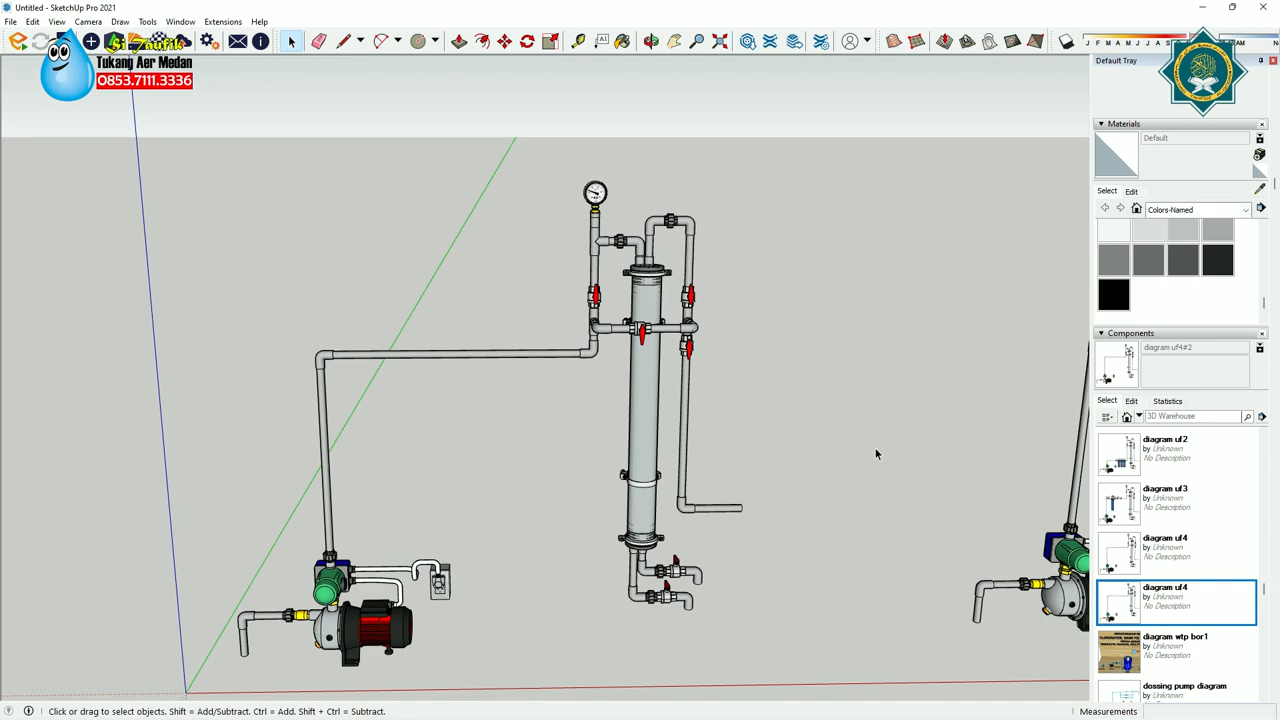 Untitled - SketchUp Pro 2021
File Edit View Camera Draw Tools Window Extensions Help
Si Taufik
Tukang Aer Medan
0853.7111.3336
J F M A M J J A S
AM
Default Tray
Materials
Default
Select Edit
Colors-Named
Components
diagram uf4#2
Select Edit Statistics
3D Warehouse
diagram uf2
by Unknown
No Description
diagram uf3
by Unknown
No Description
diagram uf4
by Unknown
No Description
diagram uf4
by Unknown
No Description
diagram wtp bor1
by Unknown
No Description
dossing pump diagram
by Unknown
Click or drag to select objects. Shift = Add/Subtract. Ctrl = Add. Shift + Ctrl = Subtract.
Measurements